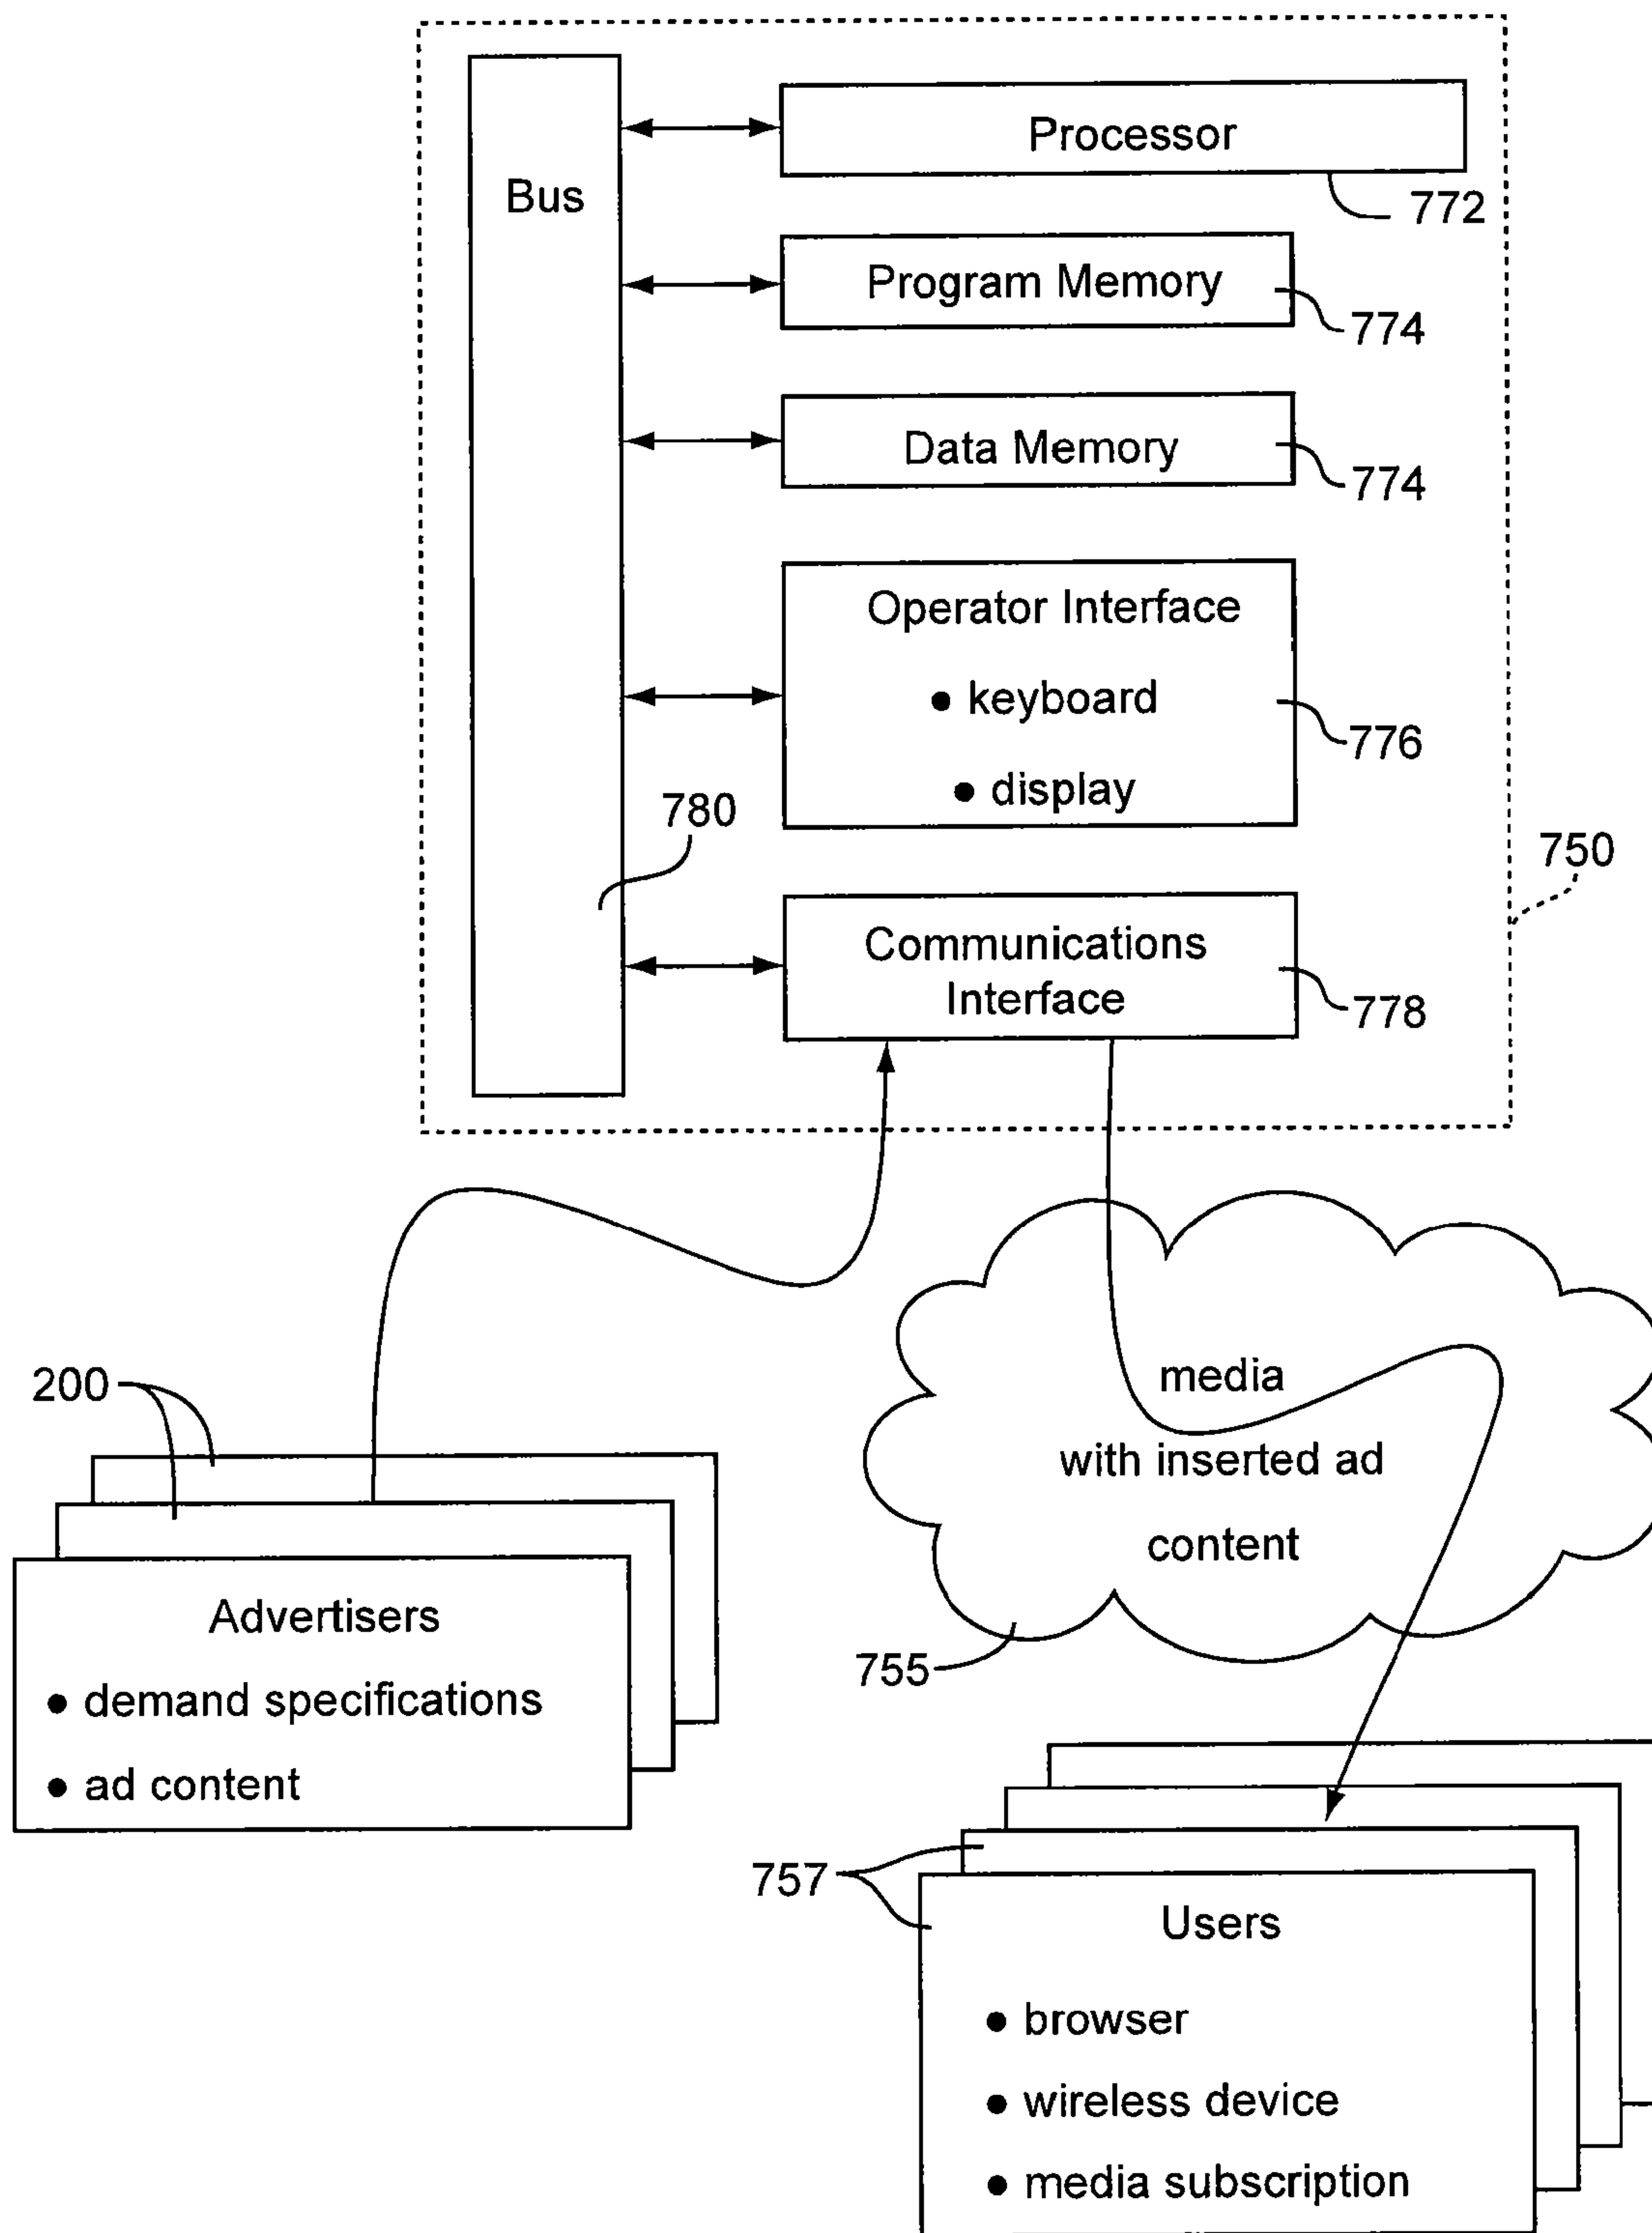 Bus
Processor
772
Program Memory
774
Data Memory
774
Operator Interface
• keyboard
• display
776
780
750
Communications
Interface
778
200
media
with inserted ad
content
755
Advertisers
• demand specifications
• ad content
757
Users
• browser
• wireless device
• media subscription